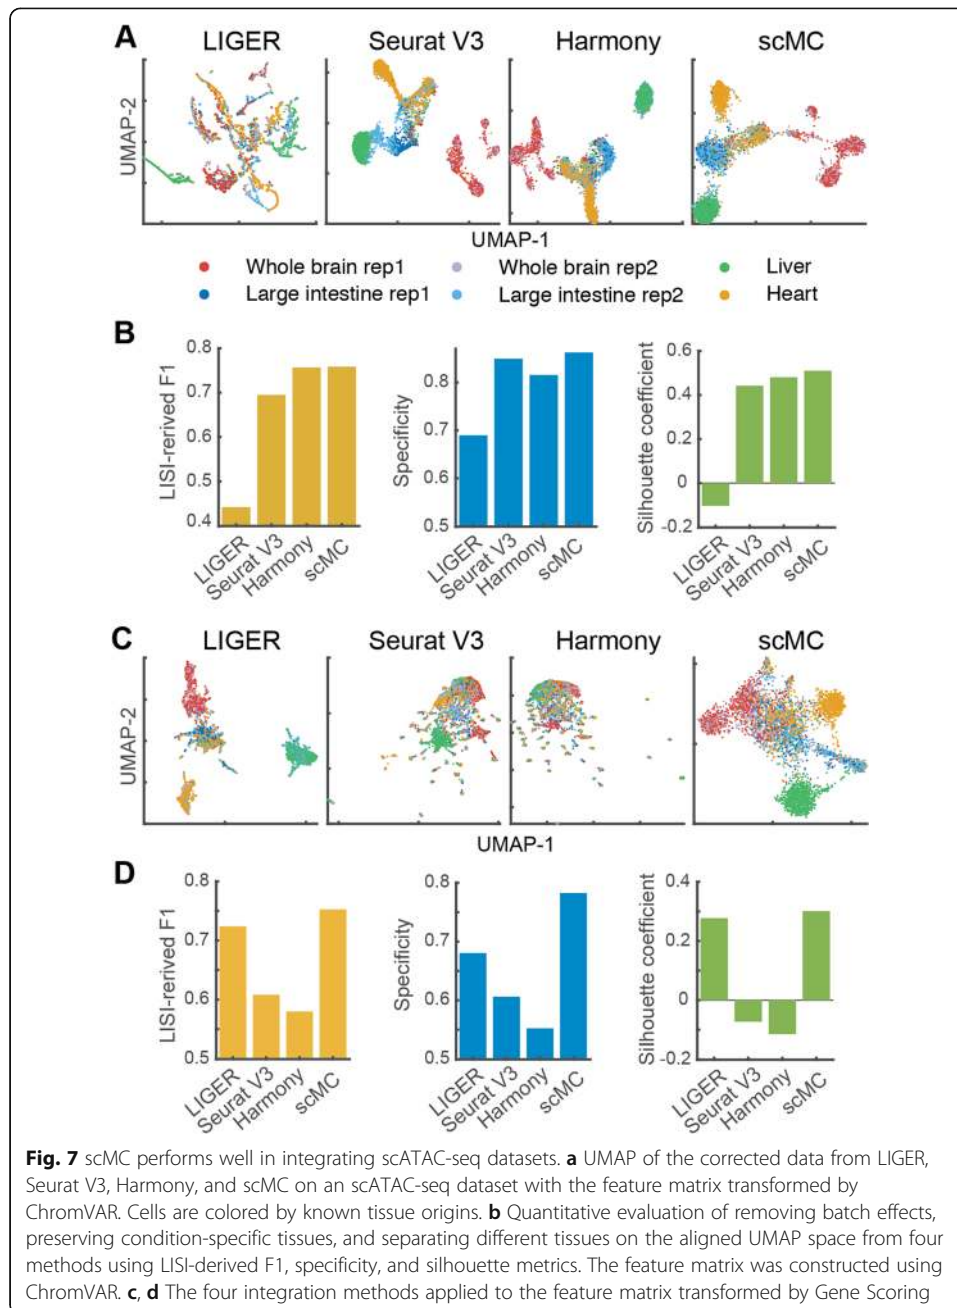 A
LIGER
Seurat V3
Harmony
scMC
UMAP-2
UMAP-1
Whole brain rep1
Whole brain rep2
Liver
Large intestine rep1
Large intestine rep2
Heart
B
LISI-rerived F1
0.8
0.7
0.6
0.5
0.4
LIGER
Seurat V3
Harmony
scMC
Specificity
0.8
0.7
0.6
0.5
LIGER
Seurat V3
Harmony
scMC
Silhouette coefficient
0.6
0.4
0.2
0
-0.2
LIGER
Seurat V3
Harmony
scMC
C
LIGER
Seurat V3
Harmony
scMC
UMAP-2
UMAP-1
D
LISI-rerived F1
0.8
0.7
0.6
0.5
LIGER
Seurat V3
Harmony
scMC
Specificity
0.8
0.7
0.6
0.5
LIGER
Seurat V3
Harmony
scMC
Silhouette coefficient
0.4
0.2
0
-0.2
LIGER
Seurat V3
Harmony
scMC
Fig. 7 scMC performs well in integrating scATAC-seq datasets. a UMAP of the corrected data from LIGER,
Seurat V3, Harmony, and scMC on an scATAC-seq dataset with the feature matrix transformed by
ChromVAR. Cells are colored by known tissue origins. b Quantitative evaluation of removing batch effects,
preserving condition-specific tissues, and separating different tissues on the aligned UMAP space from four
methods using LISI-derived F1, specificity, and silhouette metrics. The feature matrix was constructed using
ChromVAR. c, d The four integration methods applied to the feature matrix transformed by Gene Scoring